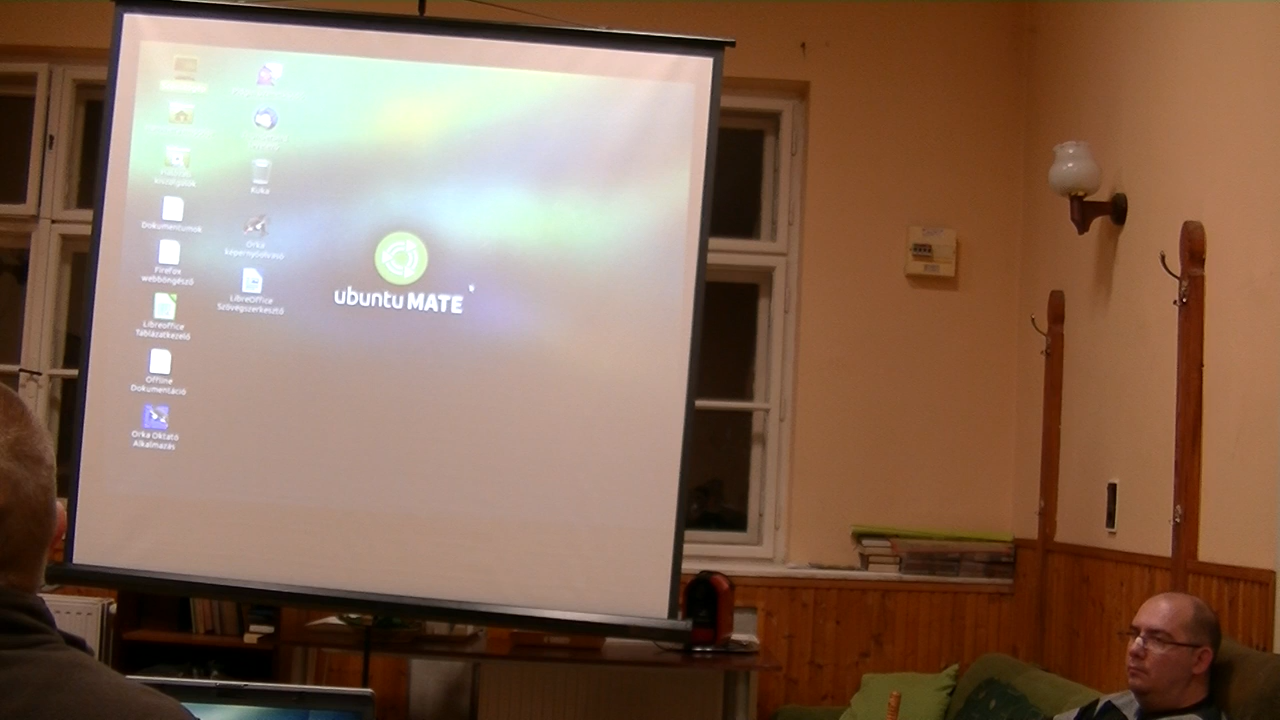 Kuka
Dokumentumok
Orka
képernyőolvasó
Firefox
webböngésző
LibreOffice
Szövegszerkesztő
ubuntu MATE
Libreoffice
Táblázatkezelő
Offline
Dokumentáció
Orka Oktató
Alkalmazás